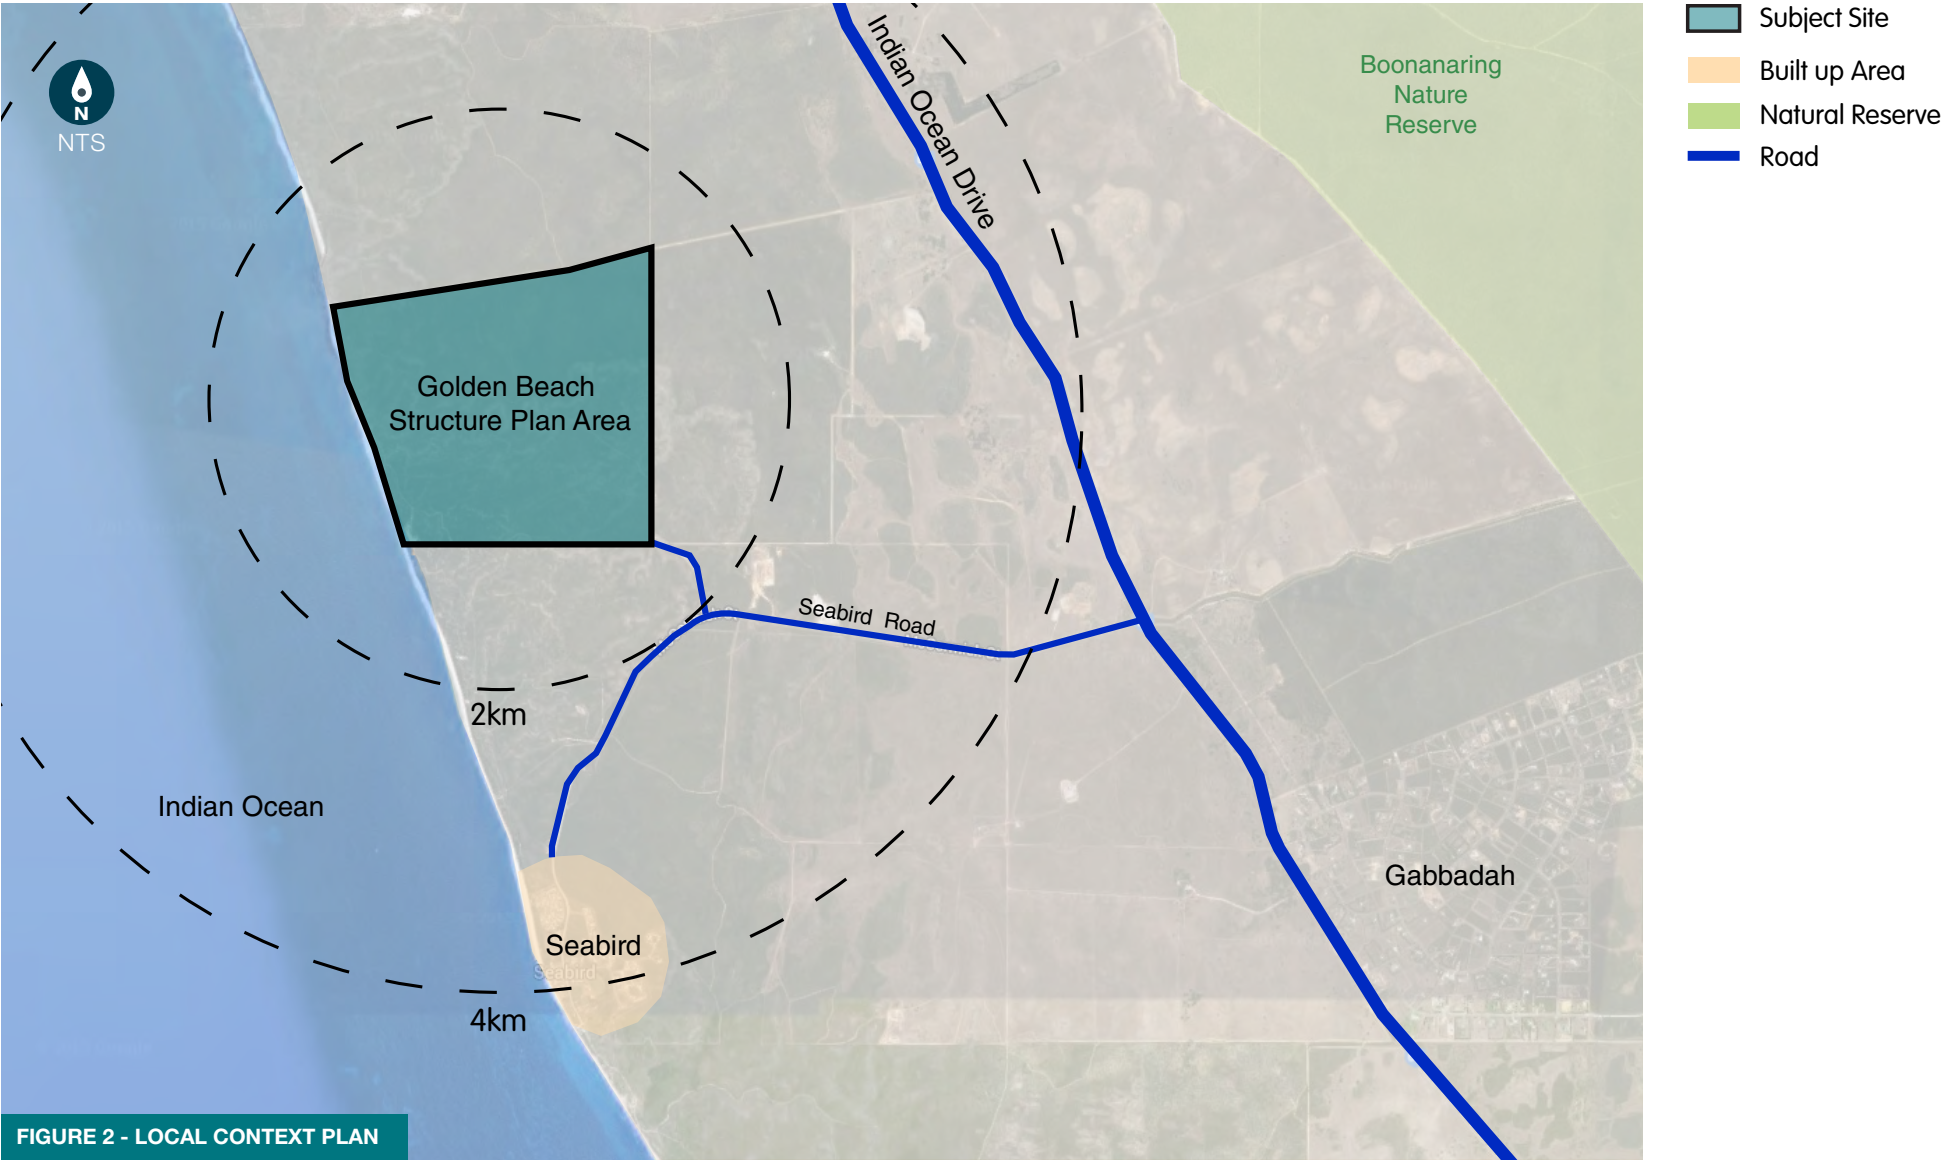 N
NTS
Indian Ocean Drive
Boonanaring
Nature
Reserve
Subject Site
Built up Area
Natural Reserve
Road
Golden Beach
Structure Plan Area
Seabird Road
2km
Indian Ocean
Gabbadah
Seabird
Seabird
4km
FIGURE 2 - LOCAL CONTEXT PLAN